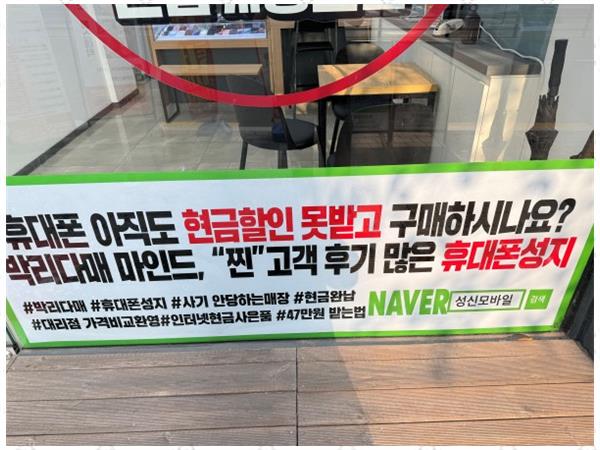 휴대폰 아직도 현금할인 못받고 구매하시나요?
박리다매 마인드, "찐"고객 후기 많은 휴대폰성지
#박리다매 #휴대폰성지 #사기 안당하는매장 #현금완납
#대리점 가격비교환영#인터넷현금사은품 #47만원 받는법
NAVER 성신모바일 검색